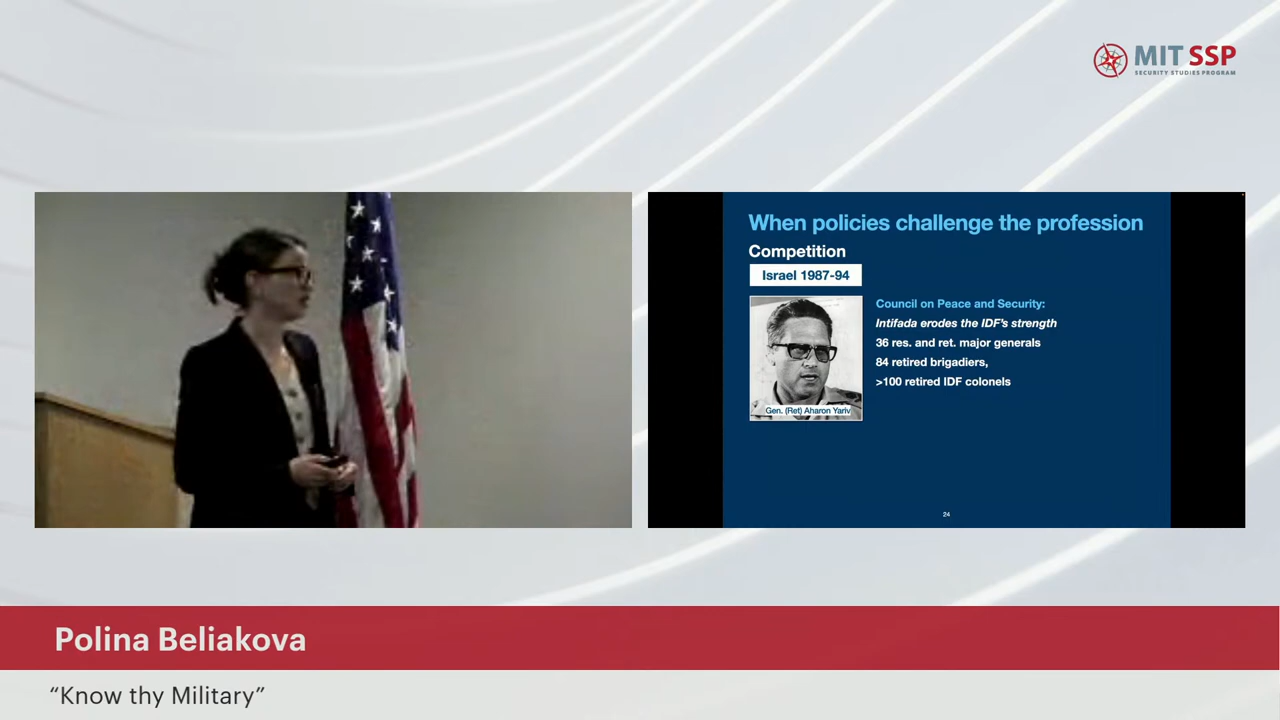 MIT SSP
SECURITY STUDIES PROGRAM
When policies challenge the profession
Competition
Israel 1987-94
Council on Peace and Security:
Intifada erodes the IDF's strength
36 res. and ret. major generals
84 retired brigadiers,
>100 retired IDF colonels
Gen. (Ret) Aharon Yariv
24
Polina Beliakova
“Know thy Military”